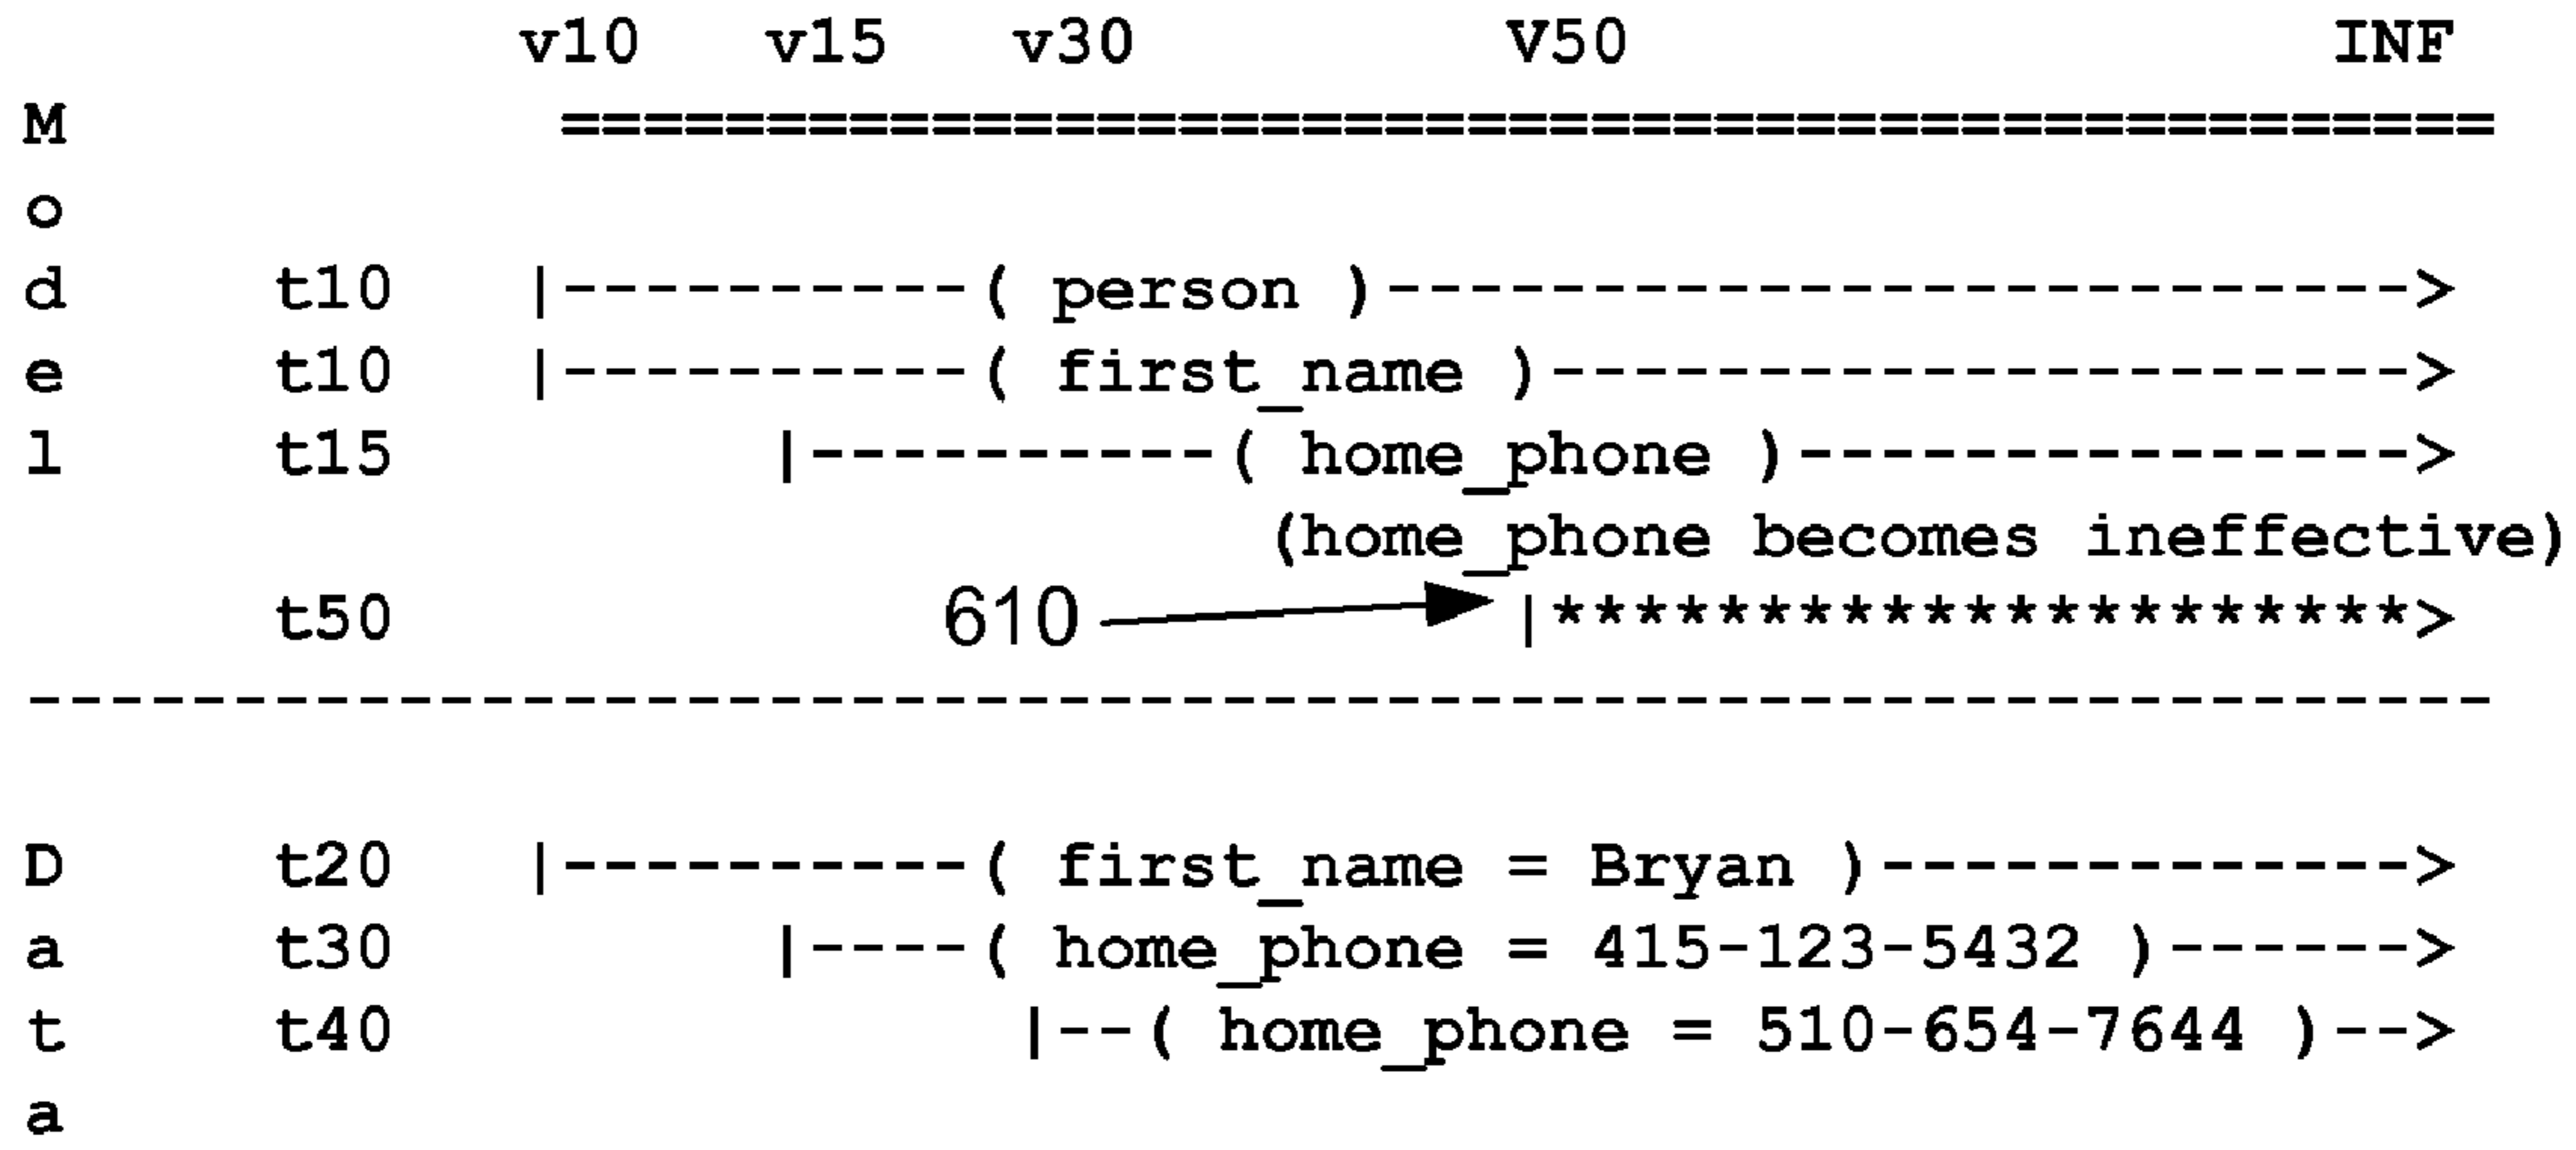 v10 v15 v30 V50 INF
M ===============================================
o
d t10 |----------( person )------------------------->
e t10 |----------( first_name )--------------------->
l t15 |----------( home_phone )--------------->
(home_phone becomes ineffective)
t50 610 |*********************>
------------------------------------------------------------
D t20 |----------( first_name = Bryan )------------->
a t30 |----( home_phone = 415-123-5432 )------>
t t40 |--( home_phone = 510-654-7644 )-->
a